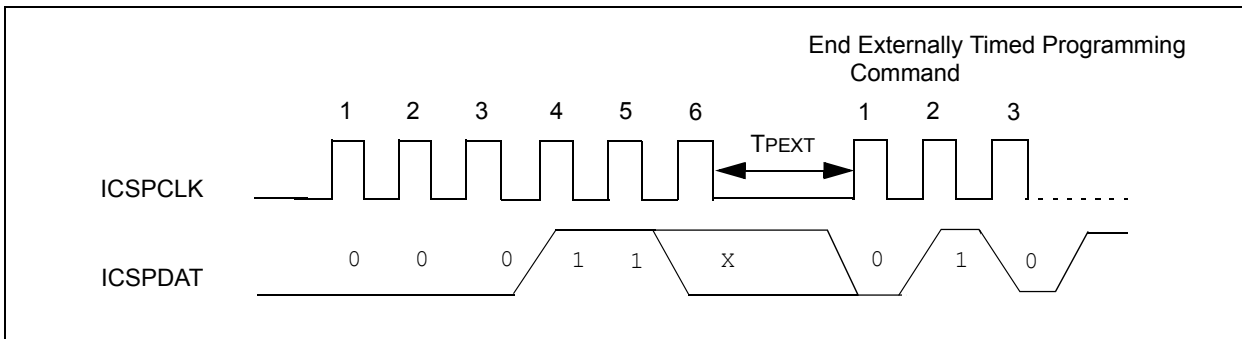 End Externally Timed Programming
Command
1 2 3 4 5 6 1 2 3
TPEXT
ICSPCLK
0 0 0 1 1 X 0 1 0
ICSPDAT